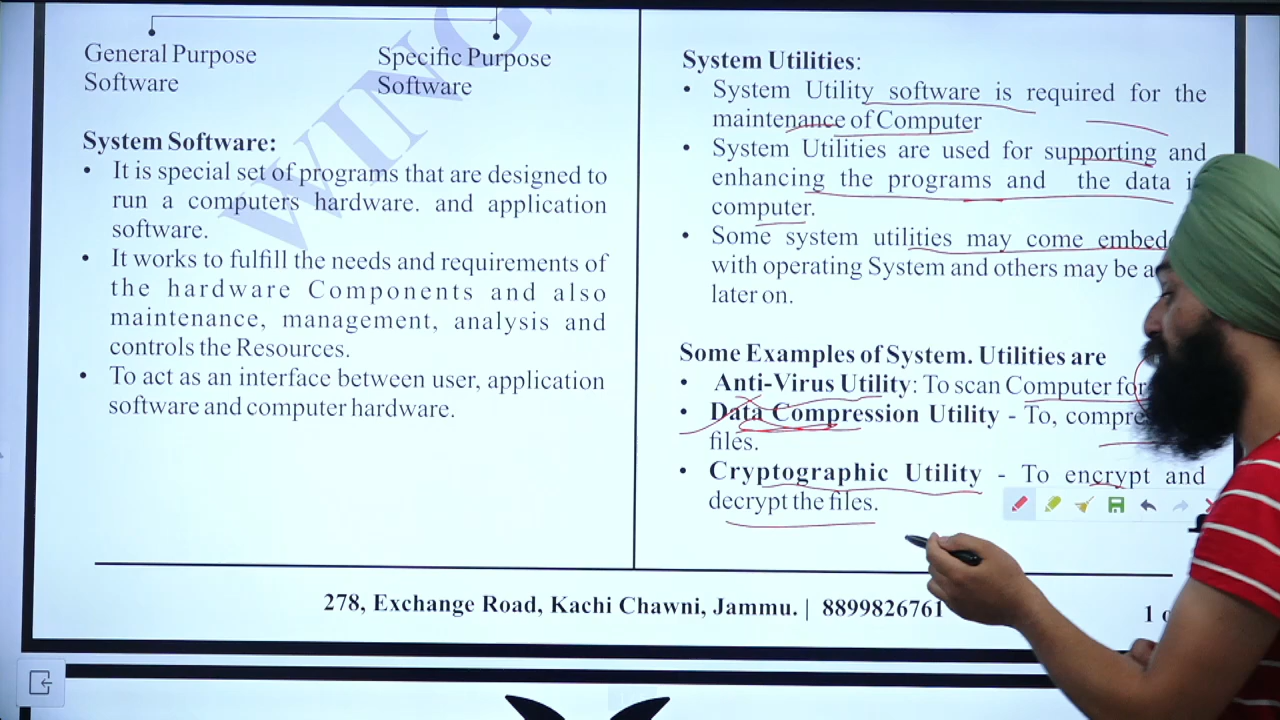 General Purpose
Software
Specific Purpose
Software
System Software:
• It is special set of programs that are designed to
run a computers hardware. and application
software.
• It works to fulfill the needs and requirements of
the hardware Components and also
maintenance, management, analysis and
controls the Resources.
• To act as an interface between user, application
software and computer hardware.
WING
System Utilities:
• System Utility software is required for the
maintenance of Computer
• System Utilities are used for supporting and
enhancing the programs and the data
computer.
• Some system utilities may come
with operating System and others may be
later on.
Some Examples of System. Utilities are
• Anti-Virus Utility: To scan Computer for
• Data Compression Utility - To,
files.
• Cryptographic Utility - To encrypt and
decrypt the files.
278, Exchange Road, Kachi Chawni, Jammu. | 8899826761
1